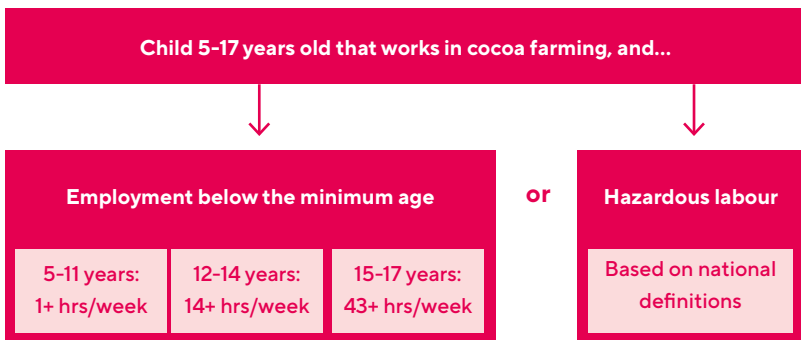 Child 5-17 years old that works in cocoa farming, and...
Employment below the minimum age
or
Hazardous labour
5-11 years:
1+ hrs/week
12-14 years:
14+ hrs/week
15-17 years:
43+ hrs/week
Based on national
definitions